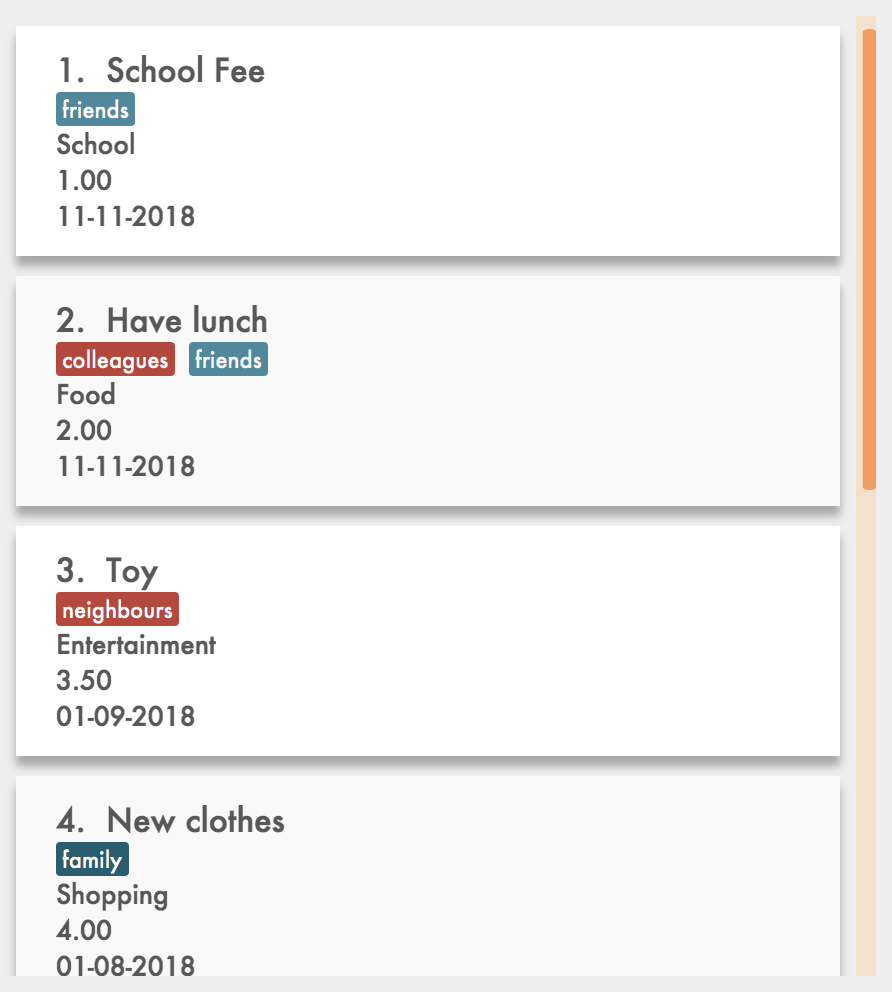 1. School Fee
friends
School
1.00
11-11-2018
2. Have lunch
colleagues friends
Food
2.00
11-11-2018
3. Toy
neighbours
Entertainment
3.50
01-09-2018
4. New clothes
family
Shopping
4.00
01-08-2018